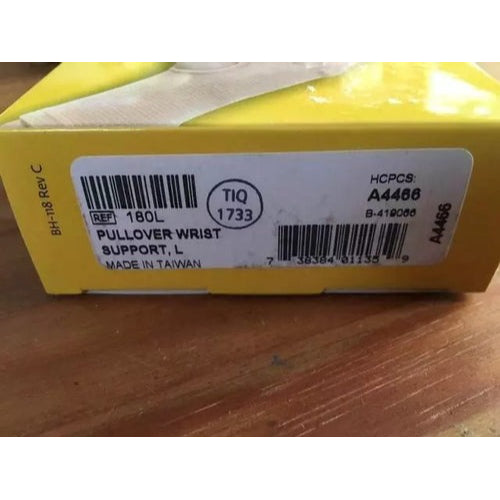 BH-118 Rev C
REF 180L
PULLOVER WRIST
SUPPORT, L
MADE IN TAIWAN
TIQ
1733
HCPCS:
A4466
B-419066
7 38384 01135 9
A4466